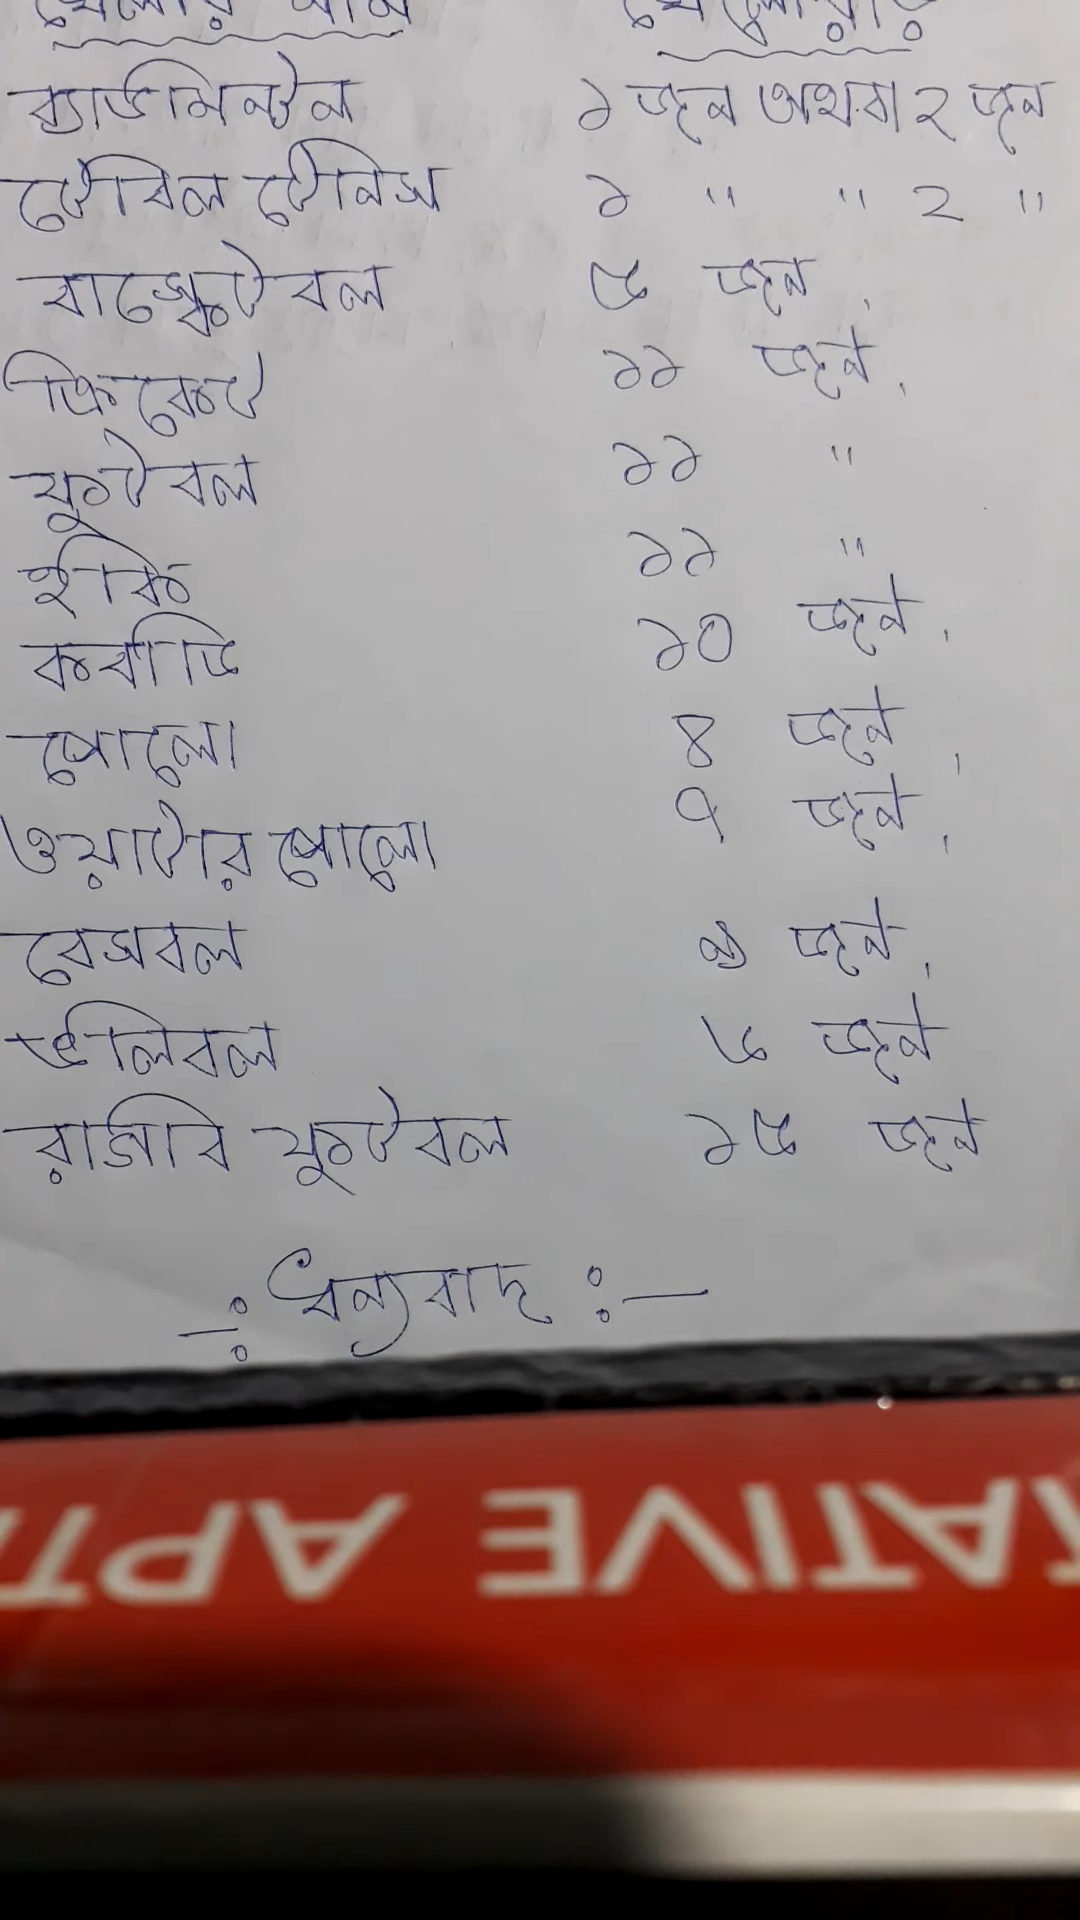 খেলার নাম খেলোয়াড়
ব্যাডমিন্টন ১ জন অথবা ২ জন
টেবিল টেনিস ১ " " ২ "
বাস্কেটবল ৫ জন.
ক্রিকেট ১১ জন.
ফুটবল ১১ "
হকি ১১ "
কবাডি ১০ জন.
পোলো ৪ জন.
ওয়াটার পোলো ৭ জন.
বেসবল ৯ জন.
ভলিবল ৬ জন
রাগবি ফুটবল ১৫ জন
-ঃ ধন্যবাদ ঃ-
TATIVE APTI